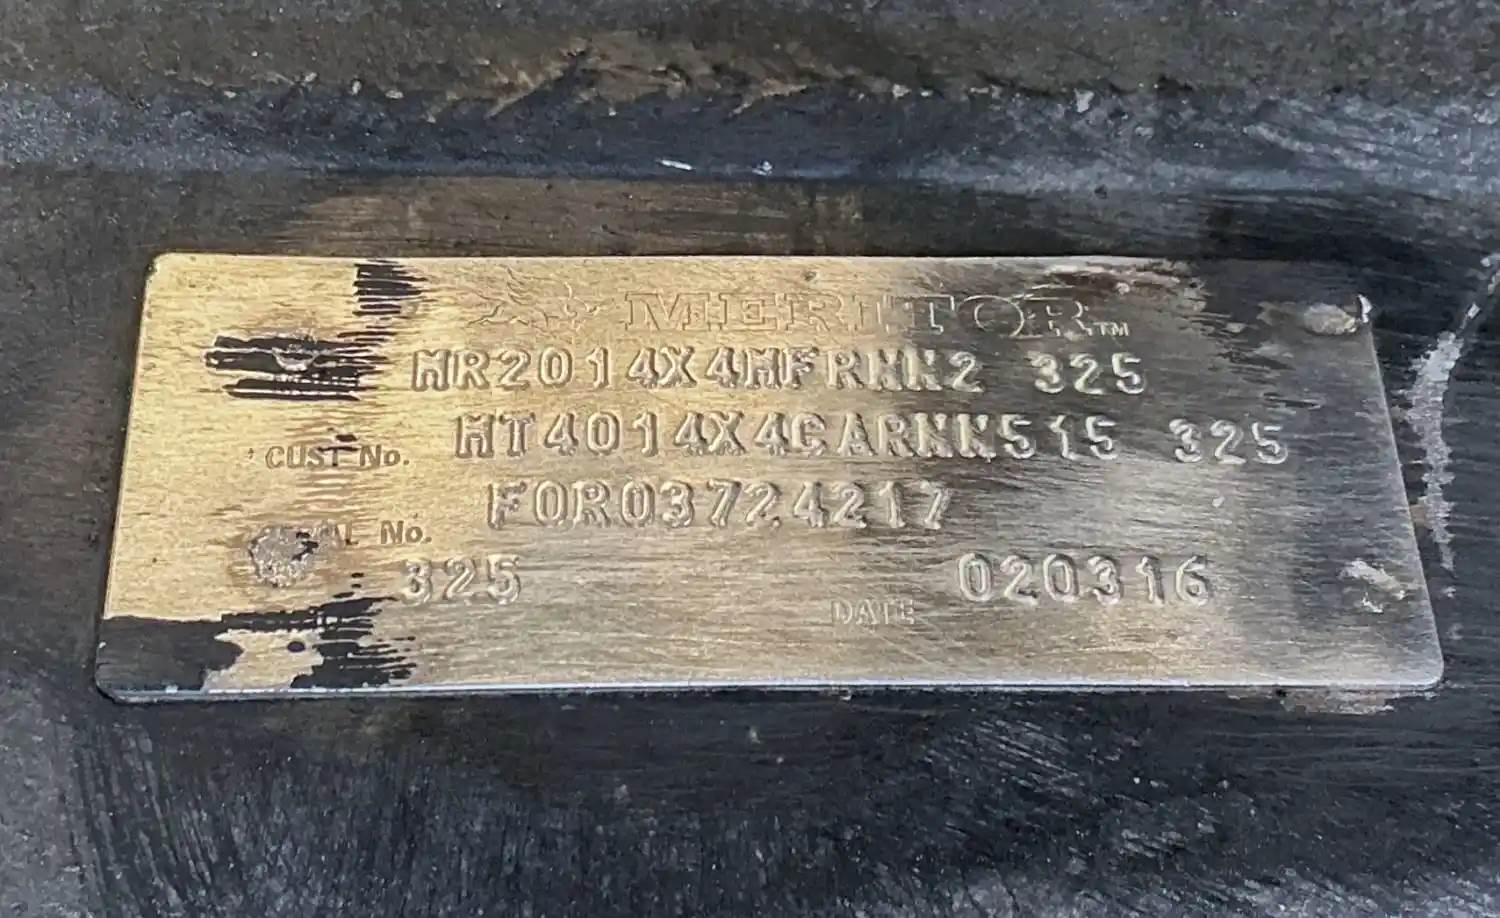 MERITOR™
MR2014X4MFRNN2 325
CUST No. MT4014X4CARNN515 325
FOR03724217
No.
325 DATE 020316